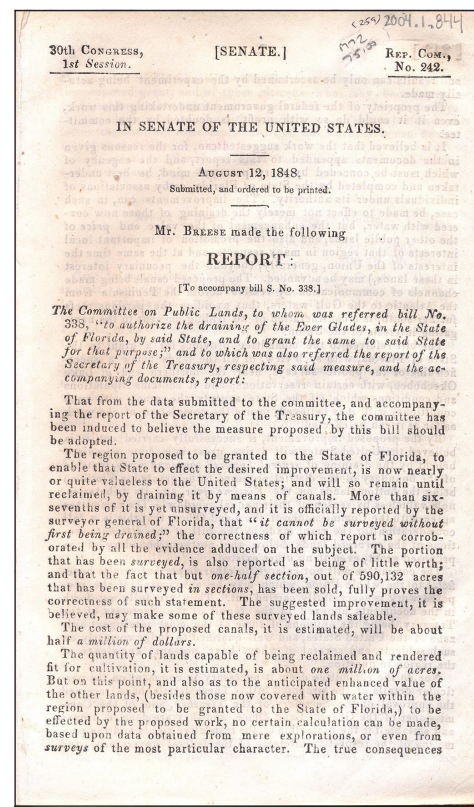 (259) 2004.1.844
30th Congress, [SENATE.] Rep. Com.,
1st Session. No. 242.
IN SENATE OF THE UNITED STATES.
August 12, 1848.
Submitted, and ordered to be printed.
Mr. Breese made the following
REPORT:
[To accompany bill S. No. 338.]
The Committee on Public Lands, to whom was referred bill No.
338, "to authorize the draining of the Ever Glades, in the State
of Florida, by said State, and to grant the same to said State
for that purpose;" and to which was also referred the report of the
Secretary of the Treasury, respecting said measure, and the ac-
companying documents, report:
That from the data submitted to the committee, and accompany-
ing the report of the Secretary of the Treasury, the committee has
been induced to believe the measure proposed by this bill should
be adopted.
The region proposed to be granted to the State of Florida, to
enable that State to effect the desired improvement, is now nearly
or quite valueless to the United States; and will so remain until
reclaimed, by draining it by means of canals. More than six-
sevenths of it is yet unsurveyed, and it is officially reported by the
surveyor general of Florida, that "it cannot be surveyed without
first being drained;" the correctness of which report is corrob-
orated by all the evidence adduced on the subject. The portion
that has been surveyed, is also reported as being of little worth;
and that the fact that but one-half section, out of 590,132 acres
that has been surveyed in sections, has been sold, fully proves the
correctness of such statement. The suggested improvement, it is
believed, may make some of these surveyed lands saleable.
The cost of the proposed canals, it is estimated, will be about
half a million of dollars.
The quantity of lands capable of being reclaimed and rendered
fit for cultivation, it is estimated, is about one million of acres.
But on this point, and also as to the anticipated enhanced value of
the other lands, (besides those now covered with water within the
region proposed to be granted to the State of Florida,) to be
effected by the proposed work, no certain calculation can be made,
based upon data obtained from mere explorations, or even from
surveys of the most particular character. The true consequences